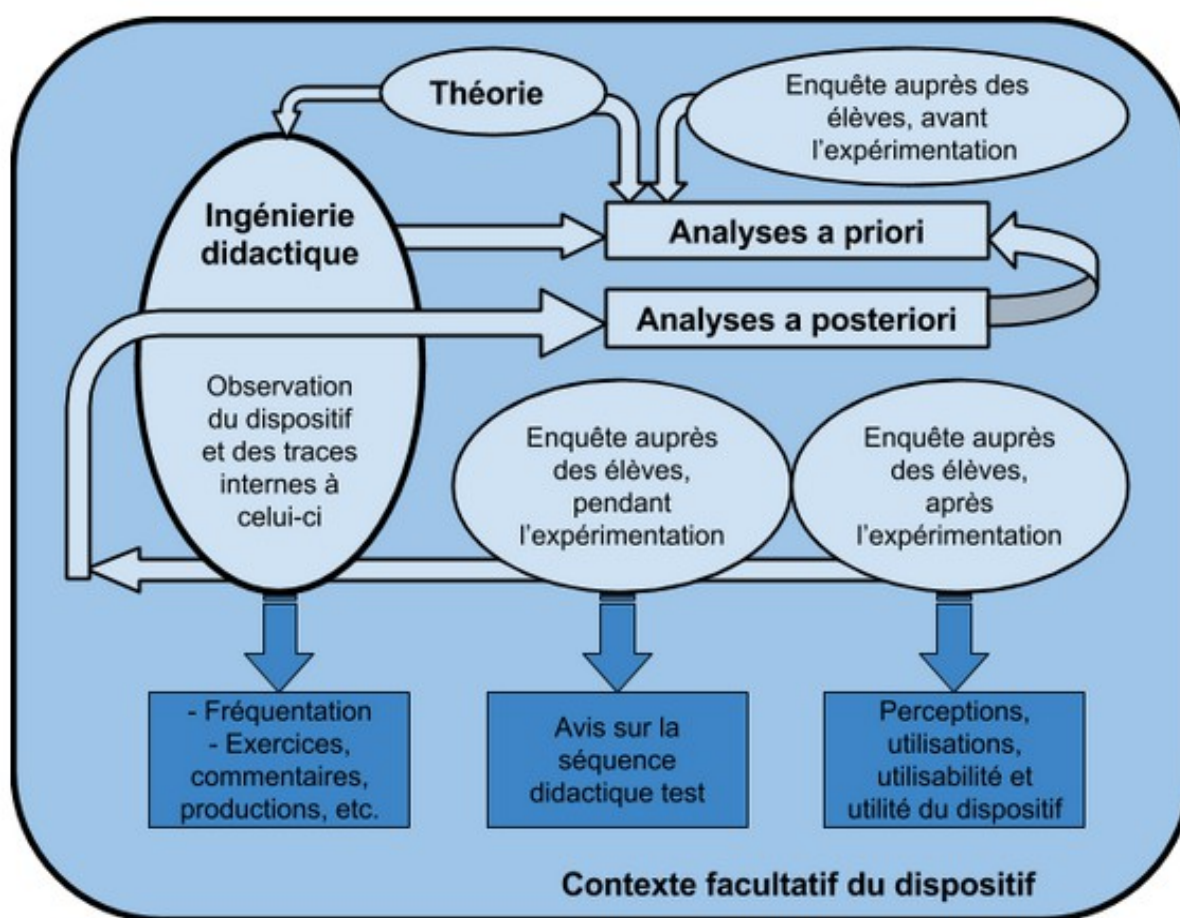 Théorie
Enquête auprès des
élèves, avant
l'expérimentation
Ingénierie
didactique
Analyses a priori
Analyses a posteriori
Observation
du dispositif
et des traces
internes à
celui-ci
Enquête auprès
des élèves,
pendant
l'expérimentation
Enquête auprès
des élèves,
après
l'expérimentation
- Fréquentation
- Exercices,
commentaires,
productions, etc.
Avis sur la
séquence
didactique test
Perceptions,
utilisations,
utilisabilité et
utilité du dispositif
Contexte facultatif du dispositif